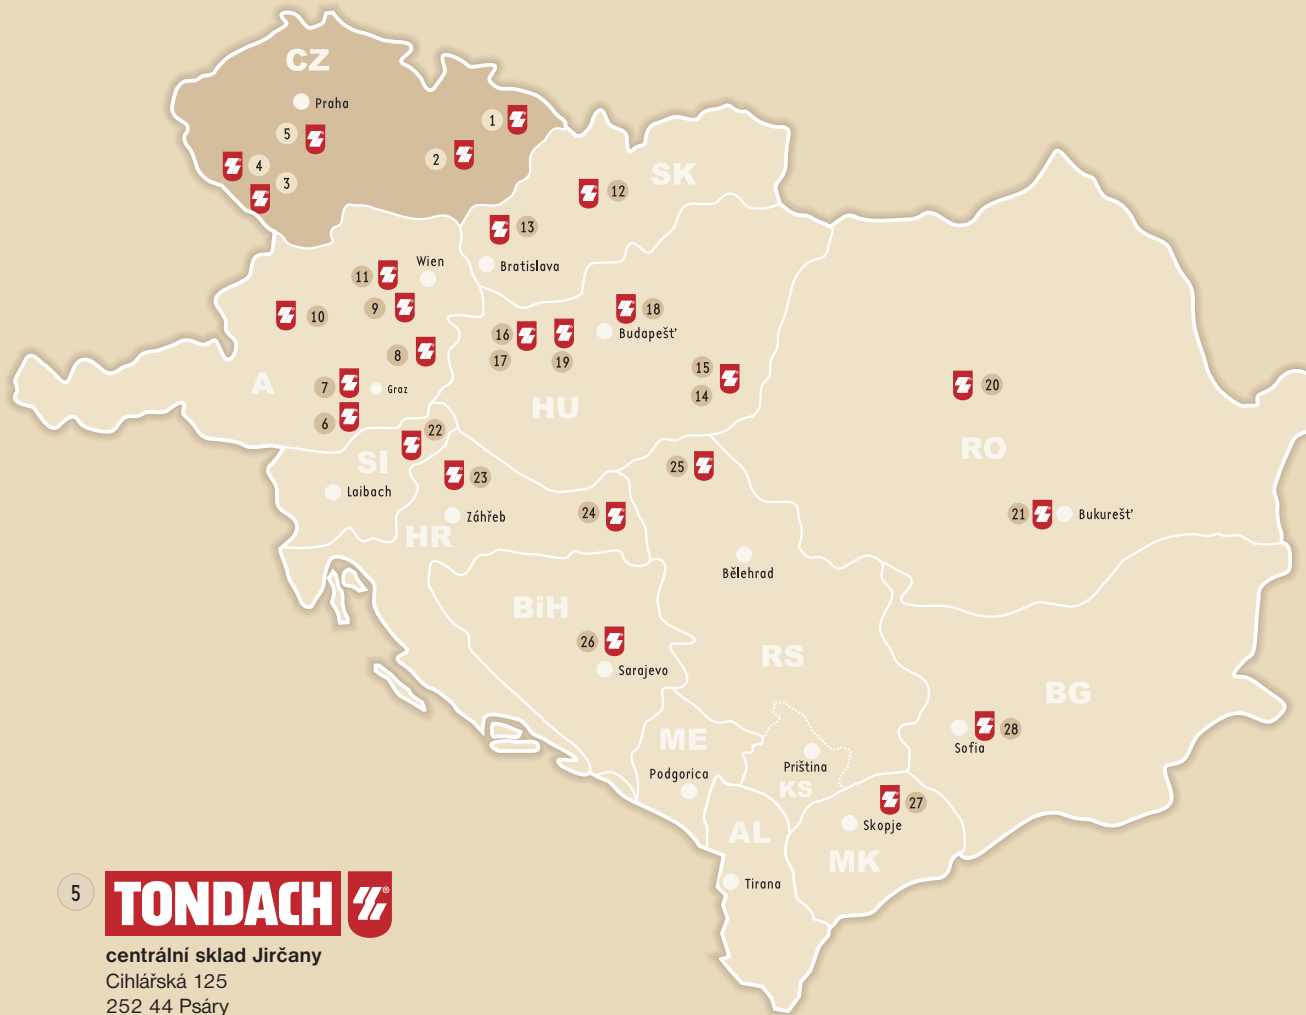 CZ
Praha
1
5
2
4
3
SK
12
13
Wien
Bratislava
11
9
10
18
16
Budapešť
17
19
8
15
14
A
7
Graz
6
HU
20
RO
22
SI
25
23
Laibach
24
Záhřeb
HR
21
Bukurešť
Bělehrad
BiH
26
Sarajevo
RS
BG
28
Sofia
ME
Podgorica
Priština
KS
27
Skopje
AL
MK
Tirana
5
TONDACH ®
centrální sklad Jirčany
Cihlářská 125
252 44 Psáry